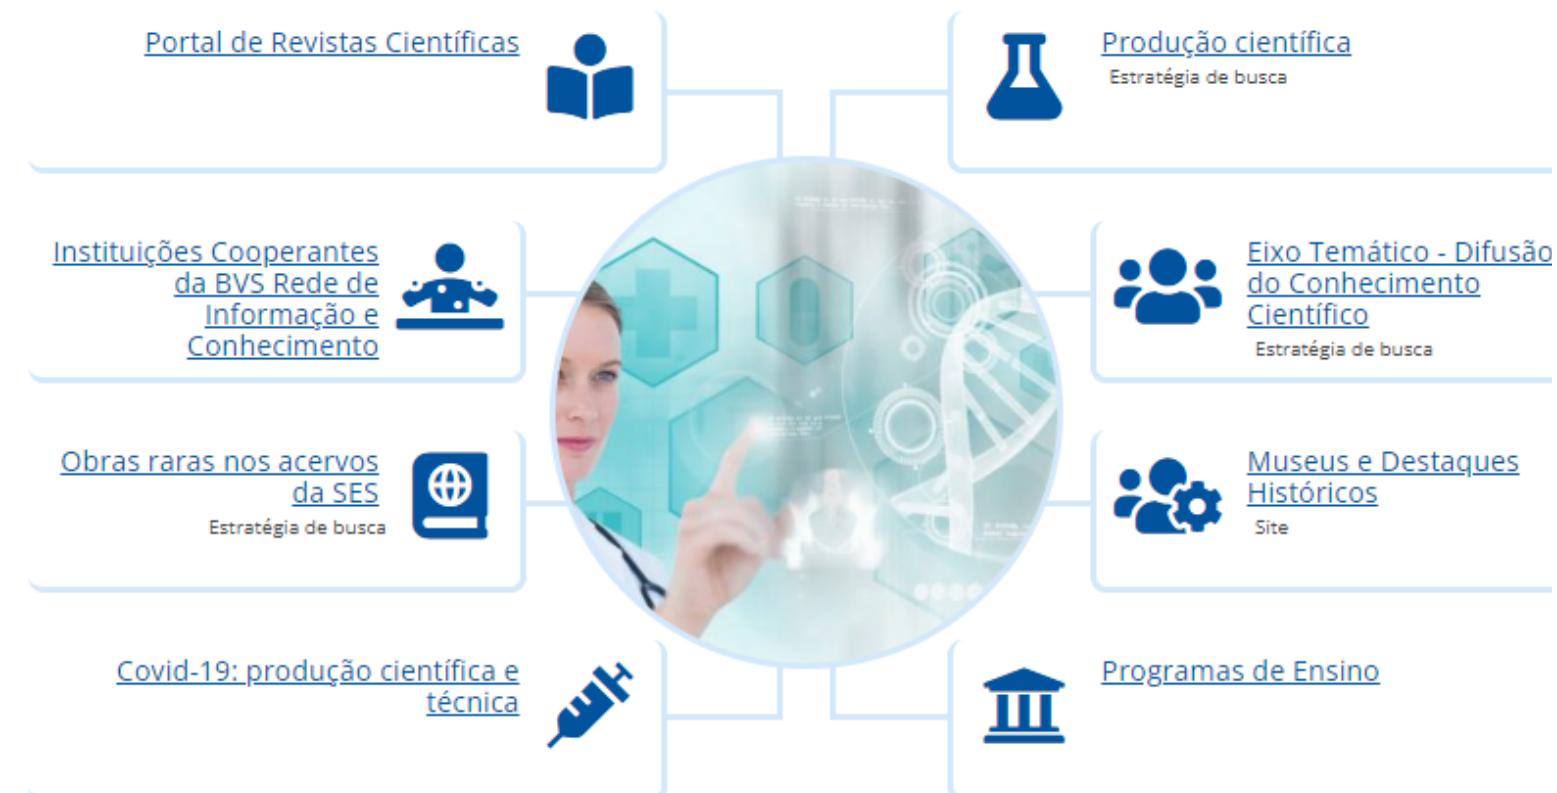 Portal de Revistas Científicas
Produção científica
Estratégia de busca
Instituições Cooperantes
da BVS Rede de
Informação e
Conhecimento
Eixo Temático - Difusão
do Conhecimento
Científico
Estratégia de busca
Obras raras nos acervos
da SES
Estratégia de busca
Museus e Destaques
Históricos
Site
Covid-19: produção científica e
técnica
Programas de Ensino